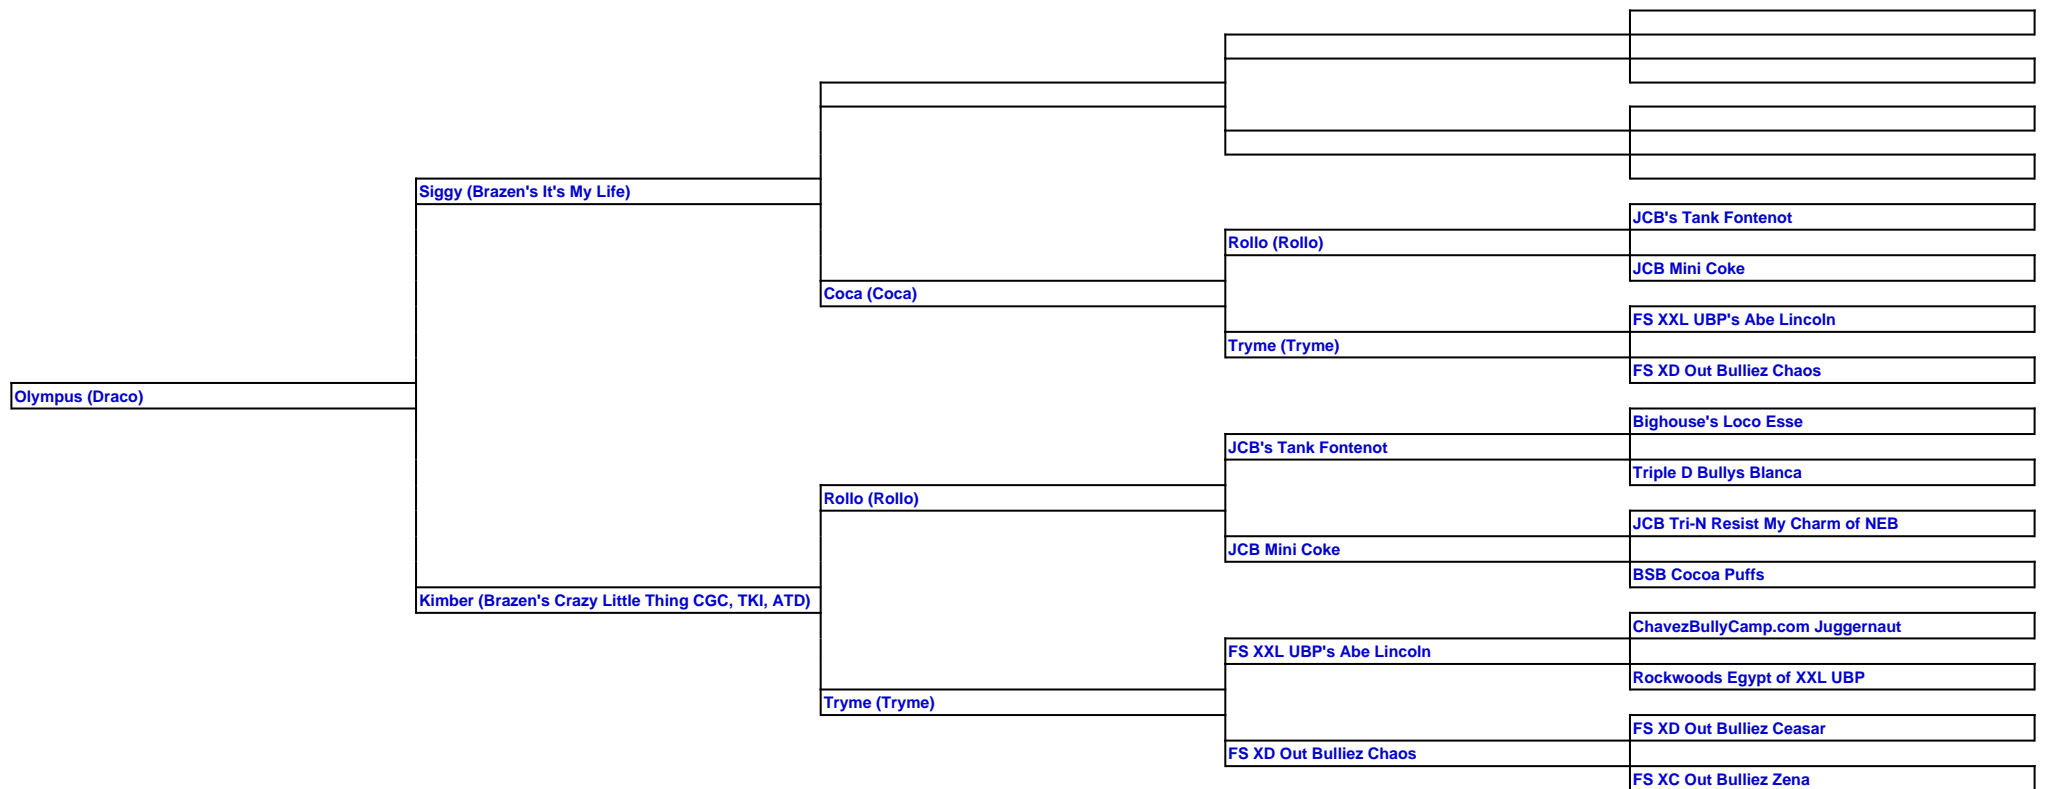 JCB's Tank Fontenot
Siggy (Brazen's It's My Life)
Rollo (Rollo)
JCB Mini Coke
Coca (Coca)
FS XXL UBP's Abe Lincoln
Tryme (Tryme)
FS XD Out Bulliez Chaos
Olympus (Draco)
Bighouse's Loco Esse
JCB's Tank Fontenot
Triple D Bullys Blanca
Rollo (Rollo)
JCB Tri-N Resist My Charm of NEB
JCB Mini Coke
BSB Cocoa Puffs
Kimber (Brazen's Crazy Little Thing CGC, TKI, ATD)
ChavezBullyCamp.com Juggernaut
FS XXL UBP's Abe Lincoln
Rockwoods Egypt of XXL UBP
Tryme (Tryme)
FS XD Out Bulliez Ceasar
FS XD Out Bulliez Chaos
FS XC Out Bulliez Zena